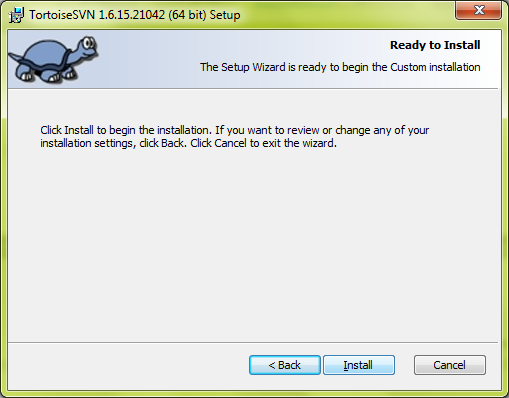 TortoiseSVN 1.6.15.21042 (64 bit) Setup
Ready to Install
The Setup Wizard is ready to begin the Custom installation
Click Install to begin the installation. If you want to review or change any of your
installation settings, click Back. Click Cancel to exit the wizard.
< Back
Install
Cancel